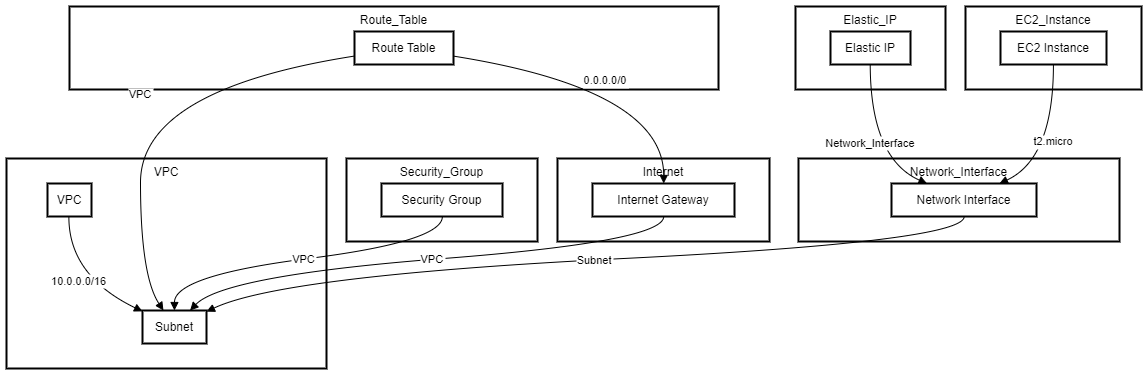 Route_Table
Route Table
Elastic_IP
Elastic IP
EC2_Instance
EC2 Instance
0.0.0.0/0
VPC
Network_Interface
t2.micro
VPC
VPC
Security_Group
Security Group
Internet
Internet Gateway
Network_Interface
Network Interface
VPC
VPC
Subnet
10.0.0.0/16
Subnet